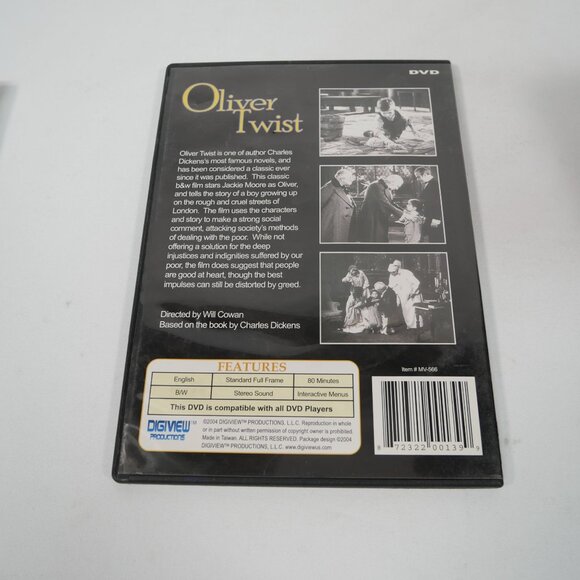 DVD
Oliver
Twist
Oliver Twist is one of author Charles
Dickens's most famous novels, and
has been considered a classic ever
since it was published. This classic
b&w film stars Jackie Moore as Oliver,
and tells the story of a boy growing up
on the rough and cruel streets of
London. The film uses the characters
and story to make a strong social
comment, attacking society's methods
of dealing with the poor. While not
offering a solution for the deep
injustices and indignities suffered by our
poor, the film does suggest that people
are good at heart, though the best
impulses can still be distorted by greed.
Directed by Will Cowan
Based on the book by Charles Dickens
FEATURES
English Standard Full Frame 80 Minutes
B/W Stereo Sound Interactive Menus
This DVD is compatible with all DVD Players
Item # MV-566
8 72322 00139 9
DIGIVIEW™
PRODUCTIONS
©2004 DIGIVIEW™ PRODUCTIONS, L.L.C. Reproduction in whole
or in part without written permission of copyright owner is prohibited.
Made in Taiwan. ALL RIGHTS RESERVED. Package design ©2004
DIGIVIEW™ PRODUCTIONS, L.L.C. www.digiviewus.com